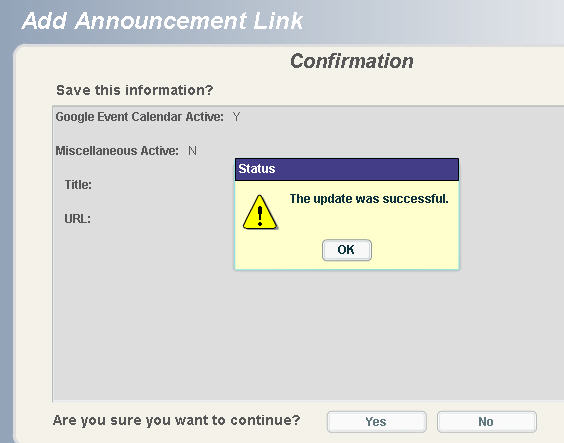 Add Announcement Link
Confirmation
Save this information?
Google Event Calendar Active: Y
Miscellaneous Active: N
Status
Title:
The update was successful.
URL:
OK
Are you sure you want to continue? Yes No